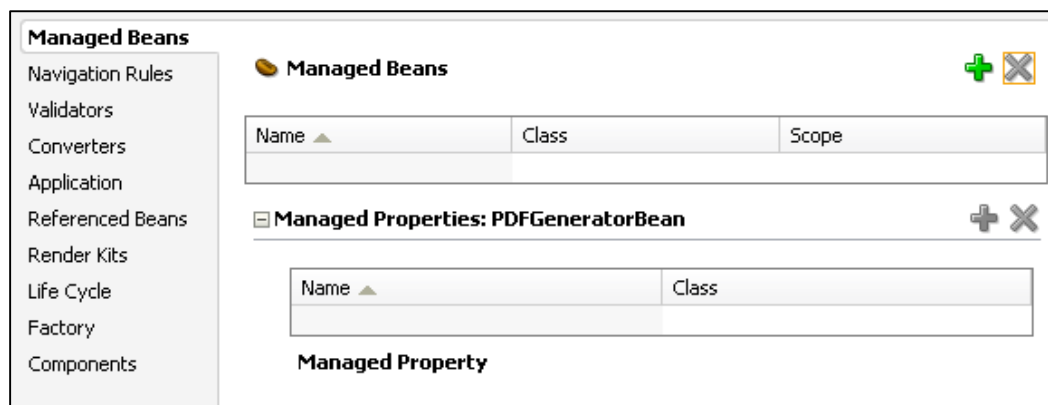 Managed Beans
Navigation Rules
Validators
Converters
Application
Referenced Beans
Render Kits
Life Cycle
Factory
Components
Managed Beans
Name Class Scope
Managed Properties: PDFGeneratorBean
Name Class
Managed Property